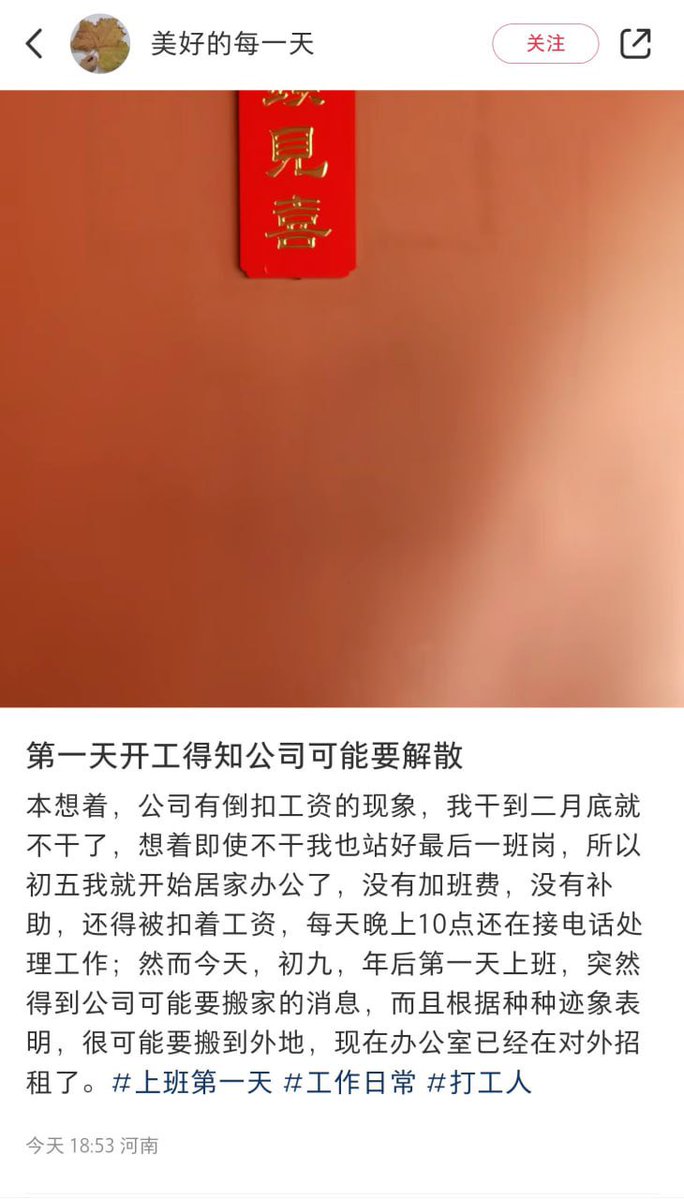 美好的每一天
关注
見
喜
第一天开工得知公司可能要解散
本想着，公司有倒扣工资的现象，我干到二月底就
不干了，想着即使不干我也站好最后一班岗，所以
初五我就开始居家办公了，没有加班费，没有补
助，还得被扣着工资，每天晚上10点还在接电话处
理工作；然而今天，初九，年后第一天上班，突然
得到公司可能要搬家的消息，而且根据种种迹象表
明，很可能要搬到外地，现在办公室已经在对外招
租了。#上班第一天 #工作日常 #打工人
今天 18:53 河南